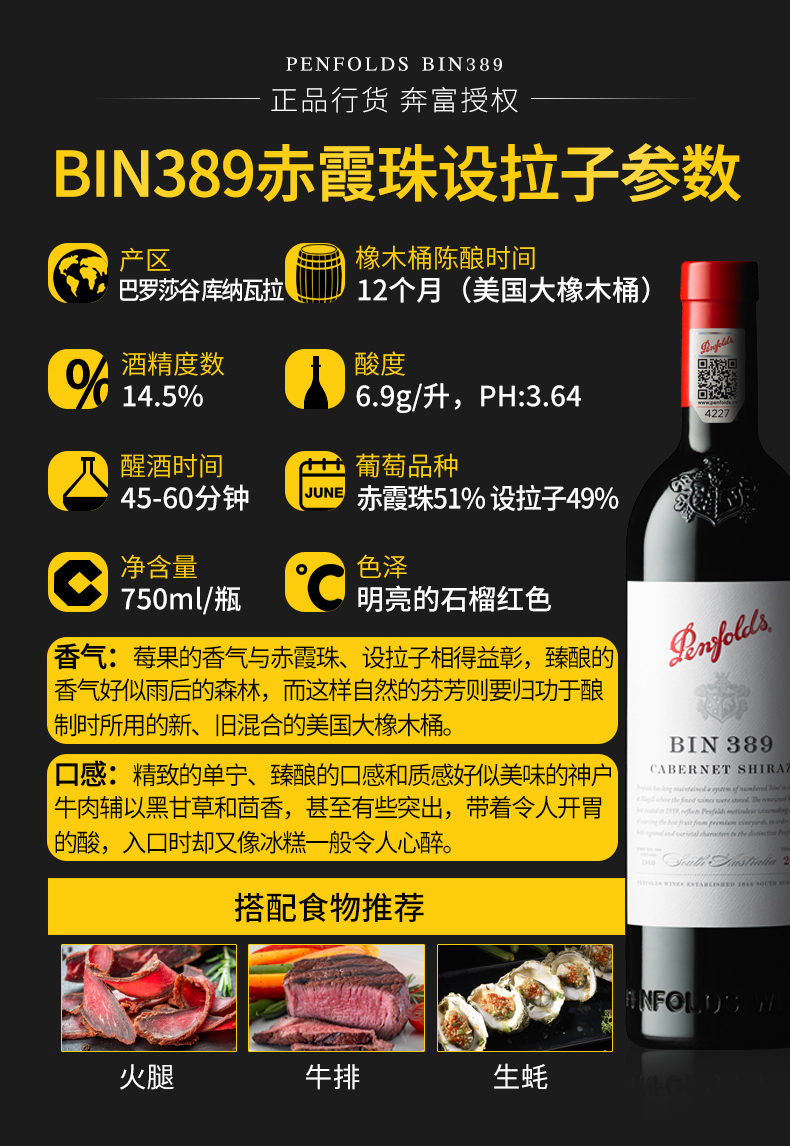 PENFOLDS BIN389
正品行货 奔富授权
BIN389赤霞珠设拉子参数
产区
巴罗莎谷 库纳瓦拉
橡木桶陈酿时间
12个月（美国大橡木桶）
酒精度数
14.5%
酸度
6.9g/升，PH:3.64
醒酒时间
45-60分钟
葡萄品种
JUNE
赤霞珠51% 设拉子49%
净含量
750ml/瓶
色泽
℃
明亮的石榴红色
香气：莓果的香气与赤霞珠、设拉子相得益彰，臻酿的
香气好似雨后的森林，而这样自然的芬芳则要归功于酿
制时所用的新、旧混合的美国大橡木桶。
口感：精致的单宁、臻酿的口感和质感好似美味的神户
牛肉辅以黑甘草和茴香，甚至有些突出，带着令人开胃
的酸，入口时却又像冰糕一般令人心醉。
搭配食物推荐
火腿
牛排
生蚝
Penfolds
www.penfolds.cn
4227
Penfolds
BIN 389
CABERNET SHIRAZ
South Australia
PENFOLDS WINES ESTABLISHED 1844 SOUTH